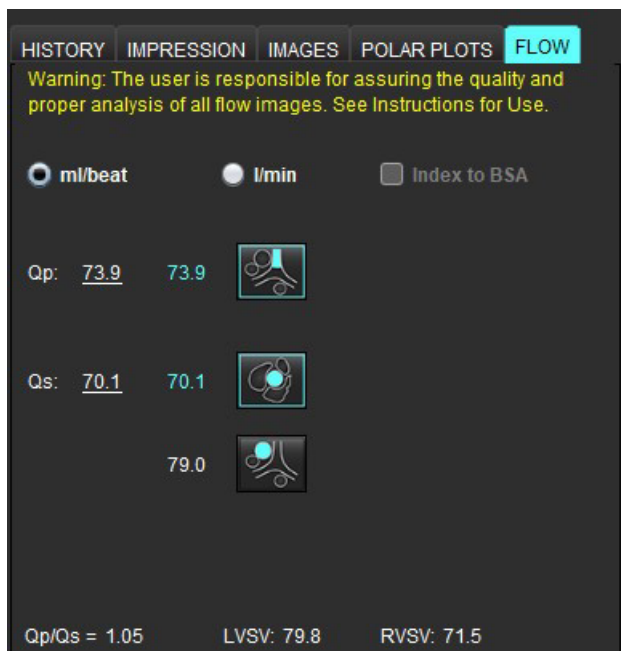 HISTORY IMPRESSION IMAGES POLAR PLOTS FLOW
Warning: The user is responsible for assuring the quality and
proper analysis of all flow images. See Instructions for Use.
ml/beat l/min Index to BSA
Qp: 73.9 73.9
Qs: 70.1 70.1
79.0
Qp/Qs = 1.05 LVSV: 79.8 RVSV: 71.5